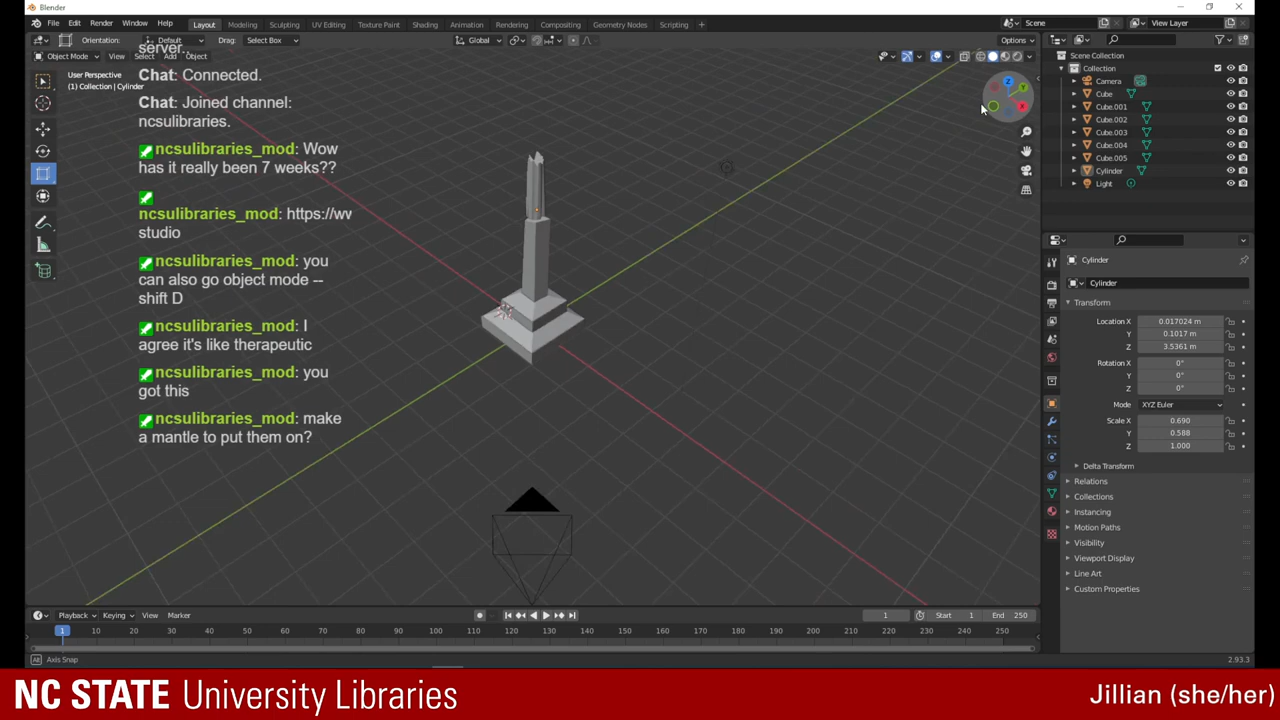 Blender
File Edit Render Window Help Layout Modeling Sculpting UV Editing Texture Paint Shading Animation Rendering Compositing Geometry Nodes Scripting + Scene View Layer
Orientation: Default Drag: Select Box Global Options
Object Mode View Select Add Object
User Perspective
(1) Collection | Cylinder
server..
Chat: Connected.
Chat: Joined channel:
ncsulibraries.
ncsulibraries_mod: Wow
has it really been 7 weeks??
ncsulibraries_mod: https://wv
studio
ncsulibraries_mod: you
can also go object mode --
shift D
ncsulibraries_mod: I
agree it's like therapeutic
ncsulibraries_mod: you
got this
ncsulibraries_mod: make
a mantle to put them on?
Z
Y
X
Scene Collection
Collection
Camera
Cube
Cube.001
Cube.002
Cube.003
Cube.004
Cube.005
Cylinder
Light
Cylinder
Cylinder
Transform
Location X 0.017024 m
Y 0.1017 m
Z 3.5361 m
Rotation X 0°
Y 0°
Z 0°
Mode XYZ Euler
Scale X 0.690
Y 0.588
Z 1.000
Delta Transform
Relations
Collections
Instancing
Motion Paths
Visibility
Viewport Display
Line Art
Custom Properties
Playback Keying View Marker 1 Start 1 End 250
1 10 20 30 40 50 60 70 80 90 100 110 120 130 140 150 160 170 180 190 200 210 220 230 240 250
Axis Snap 2.93.3
NC STATE University Libraries
Jillian (she/her)